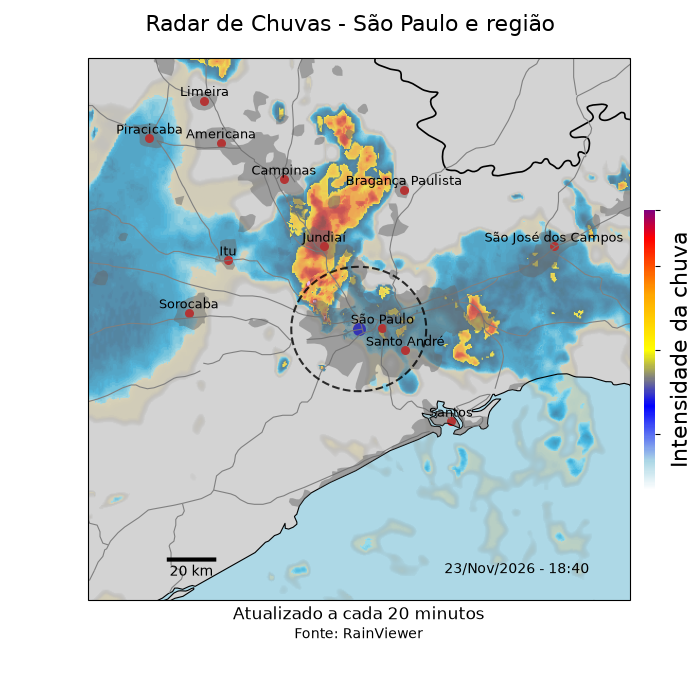 Radar de Chuvas - São Paulo e região
Limeira
Piracicaba
Americana
Campinas
Bragança Paulista
Jundiaí
São José dos Campos
Itu
Sorocaba
São Paulo
Santo André
Santos
20 km
23/Nov/2026 - 18:40
Intensidade da chuva
Atualizado a cada 20 minutos
Fonte: RainViewer